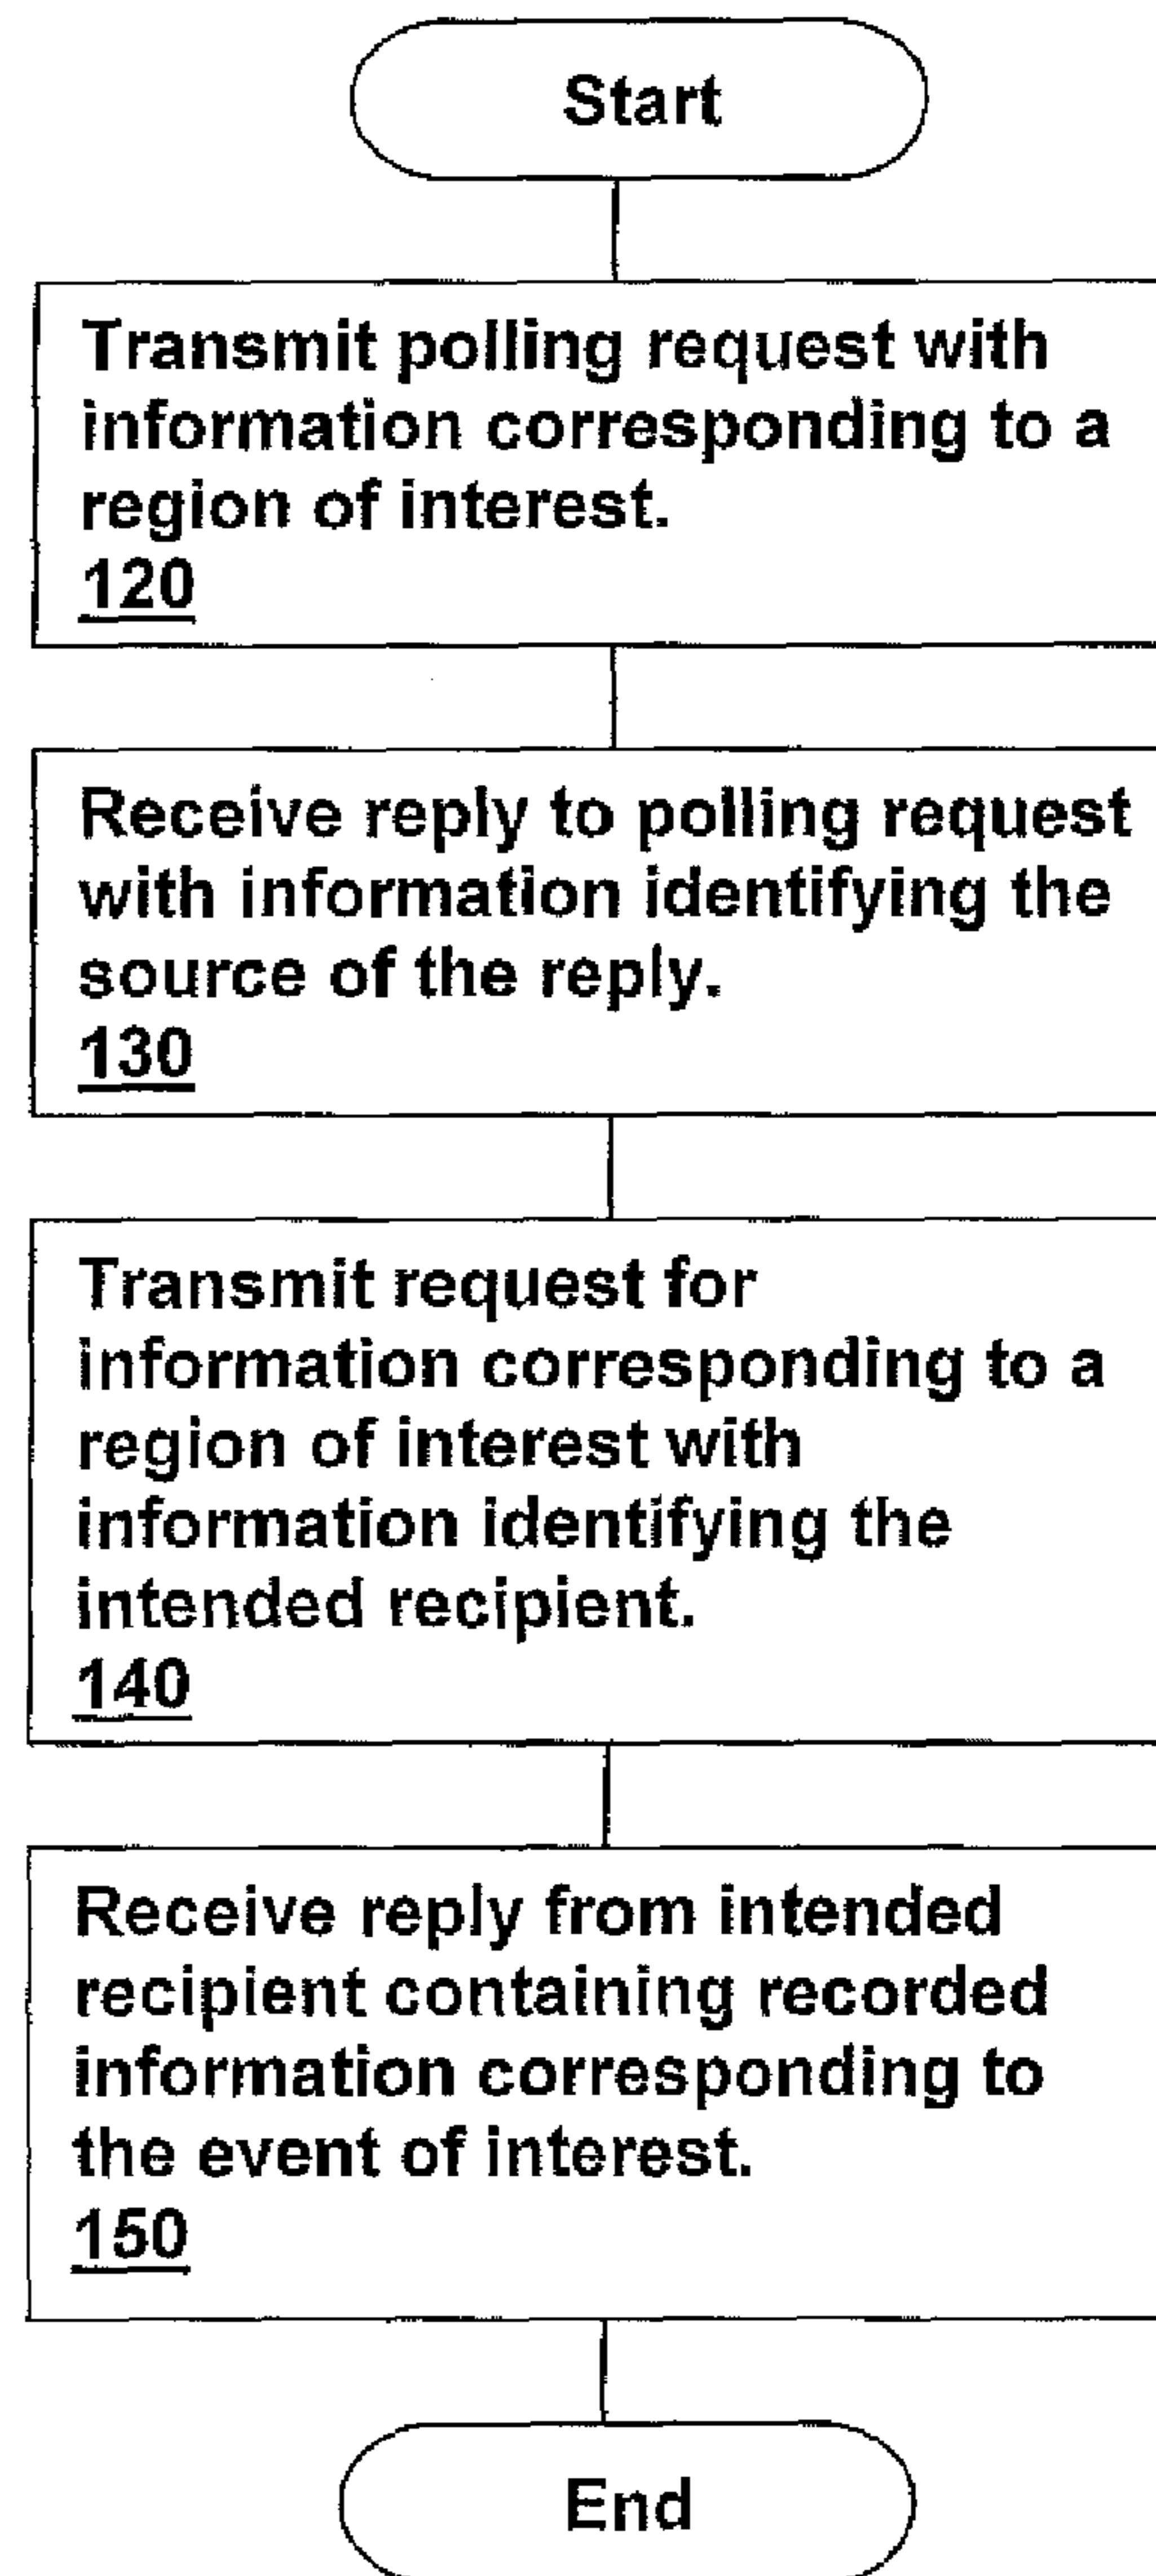 Start
Transmit polling request with
information corresponding to a
region of interest.
120
Receive reply to polling request
with information identifying the
source of the reply.
130
Transmit request for
information corresponding to a
region of interest with
information identifying the
intended recipient.
140
Receive reply from intended
recipient containing recorded
information corresponding to
the event of interest.
150
End